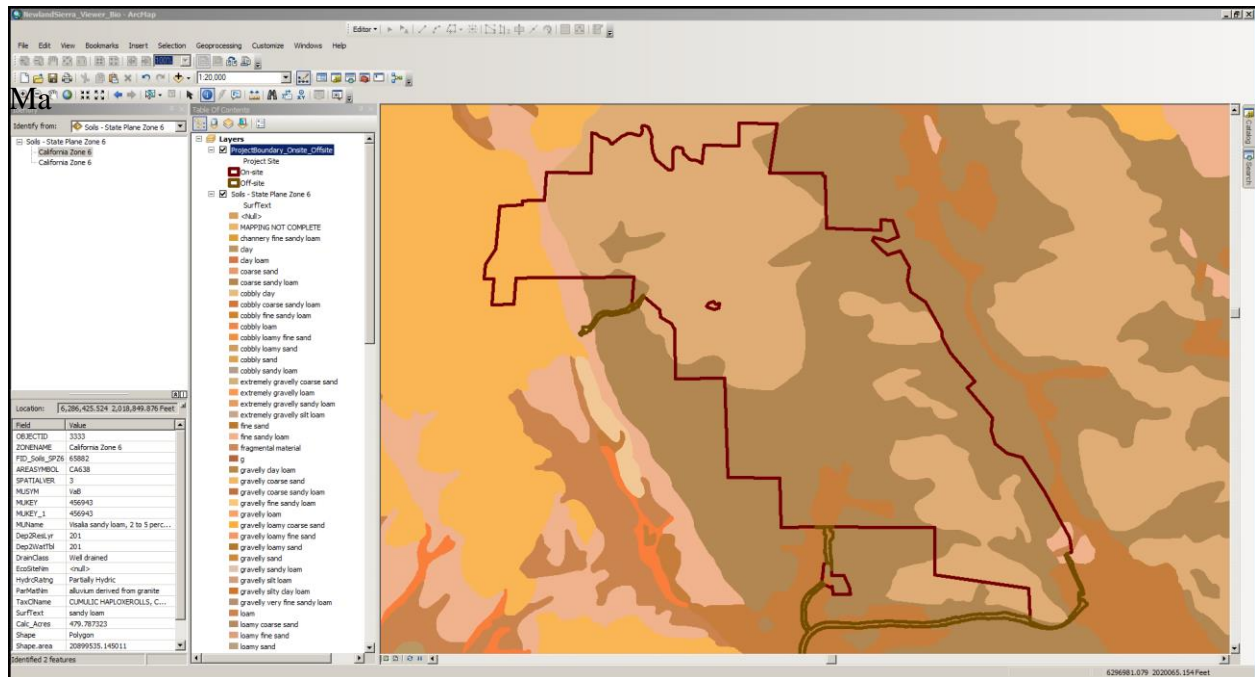 NewlandSierra_Viewer_Bio - ArcMap
Editor
File Edit View Bookmarks Insert Selection Geoprocessing Customize Windows Help
100%
1:20,000
Ma
Identify from: Soils - State Plane Zone 6
Soils - State Plane Zone 6
California Zone 6
California Zone 6
Location: 6,286,425.524 2,018,849.876 Feet
Field Value
OBJECTID 3333
ZONENAME California Zone 6
FID_Soils_SPZ6 65882
AREASYMBOL CA638
SPATIALVER 3
MUSYM VaB
MUKEY 456943
MUKEY_1 456943
MUName Visalia sandy loam, 2 to 5 perc...
Dep2ResLyr 201
Dep2WatTbl 201
DrainClass Well drained
EcoSiteNm <null>
HydrcRatng Partially Hydric
ParMatNm alluvium derived from granite
TaxClName CUMULIC HAPLOXEROLLS, C...
SurfText sandy loam
Calc_Acres 479.787323
Shape Polygon
Shape.area 20899535.145011
Identified 2 features
Table Of Contents
Layers
ProjectBoundary_Onsite_Offsite
Project Site
On-site
Off-site
Soils - State Plane Zone 6
SurfText
<Null>
MAPPING NOT COMPLETE
channery fine sandy loam
clay
clay loam
coarse sand
coarse sandy loam
cobbly clay
cobbly coarse sandy loam
cobbly fine sandy loam
cobbly loam
cobbly loamy fine sand
cobbly loamy sand
cobbly sand
cobbly sandy loam
extremely gravelly coarse sand
extremely gravelly loam
extremely gravelly sandy loam
extremely gravelly silt loam
fine sand
fine sandy loam
fragmental material
g
gravelly clay loam
gravelly coarse sand
gravelly coarse sandy loam
gravelly fine sandy loam
gravelly loam
gravelly loamy coarse sand
gravelly loamy fine sand
gravelly loamy sand
gravelly sand
gravelly sandy loam
gravelly silt loam
gravelly silty clay loam
gravelly very fine sandy loam
loam
loamy coarse sand
loamy fine sand
loamy sand
Catalog
Search
6296981.079 2020065.154 Feet